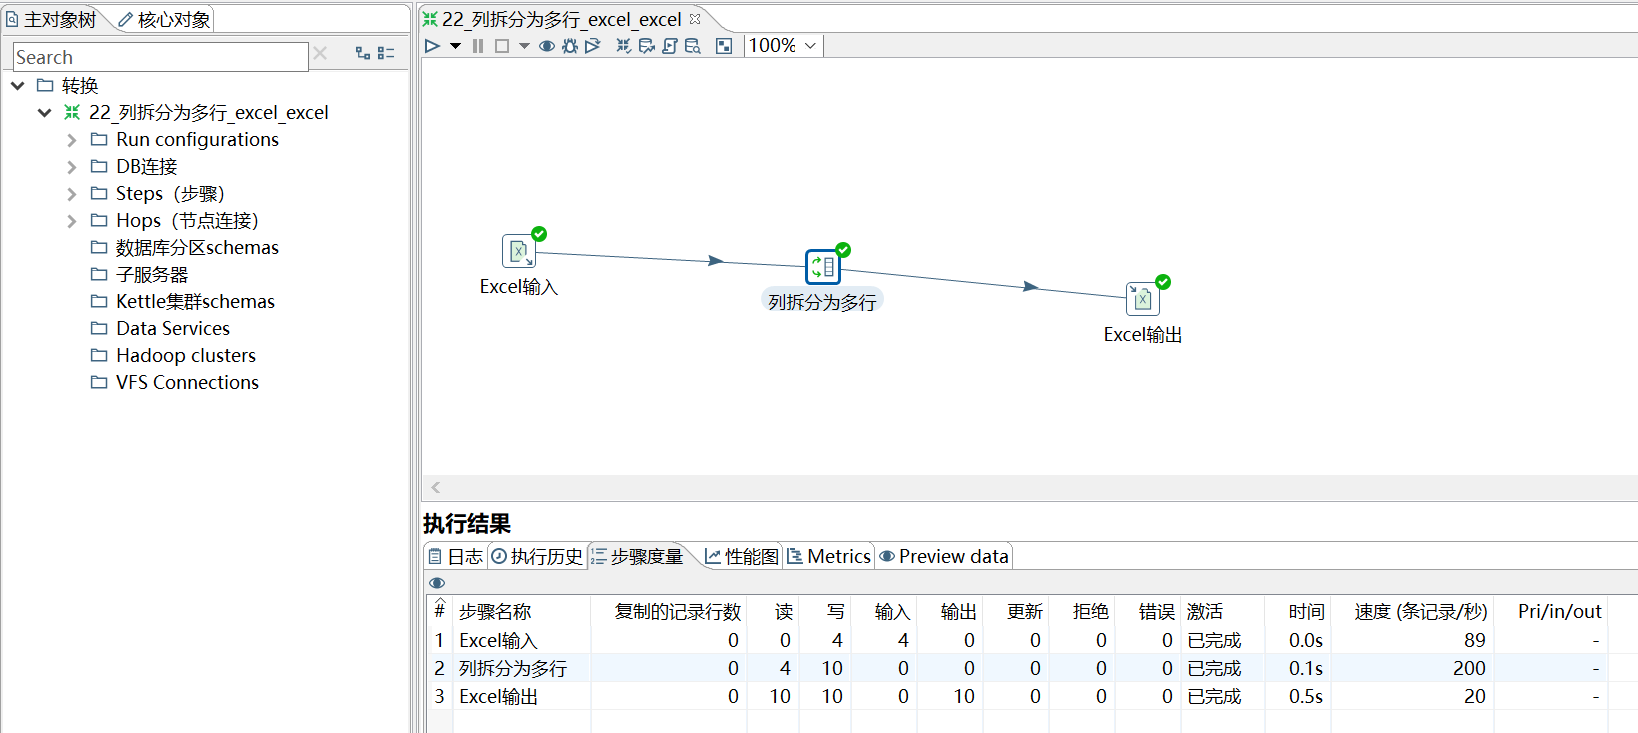 主对象树
核心对象
Search
转换
22_列拆分为多行_excel_excel
Run configurations
DB连接
Steps（步骤）
Hops（节点连接）
数据库分区schemas
子服务器
Kettle集群schemas
Data Services
Hadoop clusters
VFS Connections
22_列拆分为多行_excel_excel
100%
Excel输入
列拆分为多行
Excel输出
执行结果
日志 执行历史 步骤度量 性能图 Metrics Preview data
# 步骤名称 复制的记录行数 读 写 输入 输出 更新 拒绝 错误 激活 时间 速度 (条记录/秒) Pri/in/out
1 Excel输入 0 0 4 4 0 0 0 0 已完成 0.0s 89 -
2 列拆分为多行 0 4 10 0 0 0 0 0 已完成 0.1s 200 -
3 Excel输出 0 10 10 0 10 0 0 0 已完成 0.5s 20 -